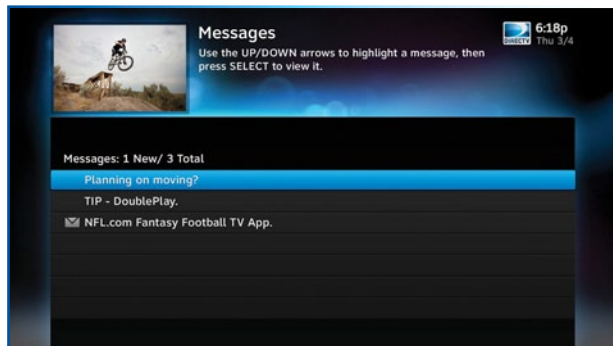 Messages
Use the UP/DOWN arrows to highlight a message, then
press SELECT to view it.
DIRECTV
6:18p
Thu 3/4
Messages: 1 New/ 3 Total
Planning on moving?
TIP - DoublePlay.
NFL.com Fantasy Football TV App.